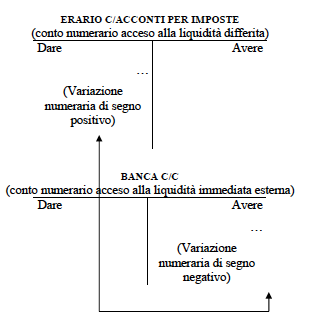 ERARIO C/ACCONTI PER IMPOSTE
(conto numerario acceso alla liquidità differita)
Dare Avere
...
(Variazione
numeraria di segno
positivo)
BANCA C/C
(conto numerario acceso alla liquidità immediata esterna)
Dare Avere
...
(Variazione
numeraria di segno
negativo)